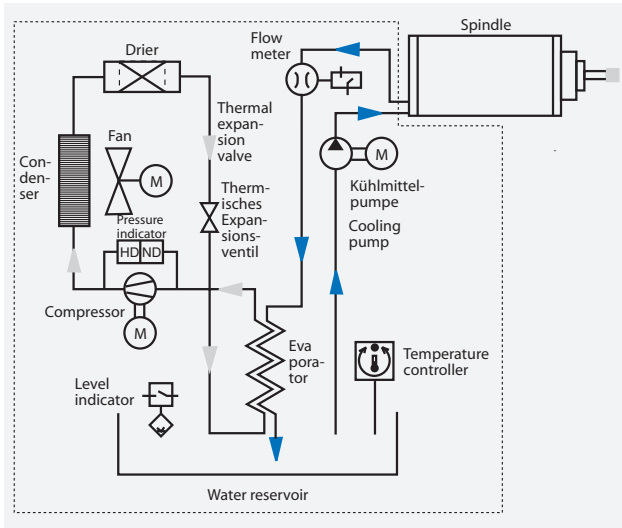 Spindle
Flow
meter
Drier
Thermal
expan-
sion
valve
Fan
M
Con-
den-
ser
M
Kühlmittel-
pumpe
Cooling
pump
Therm-
isches
Expan-
sions-
ventil
Pressure
indicator
HD ND
Compressor
M
Eva
pora-
tor
Temperature
controller
Level
indicator
Water reservoir